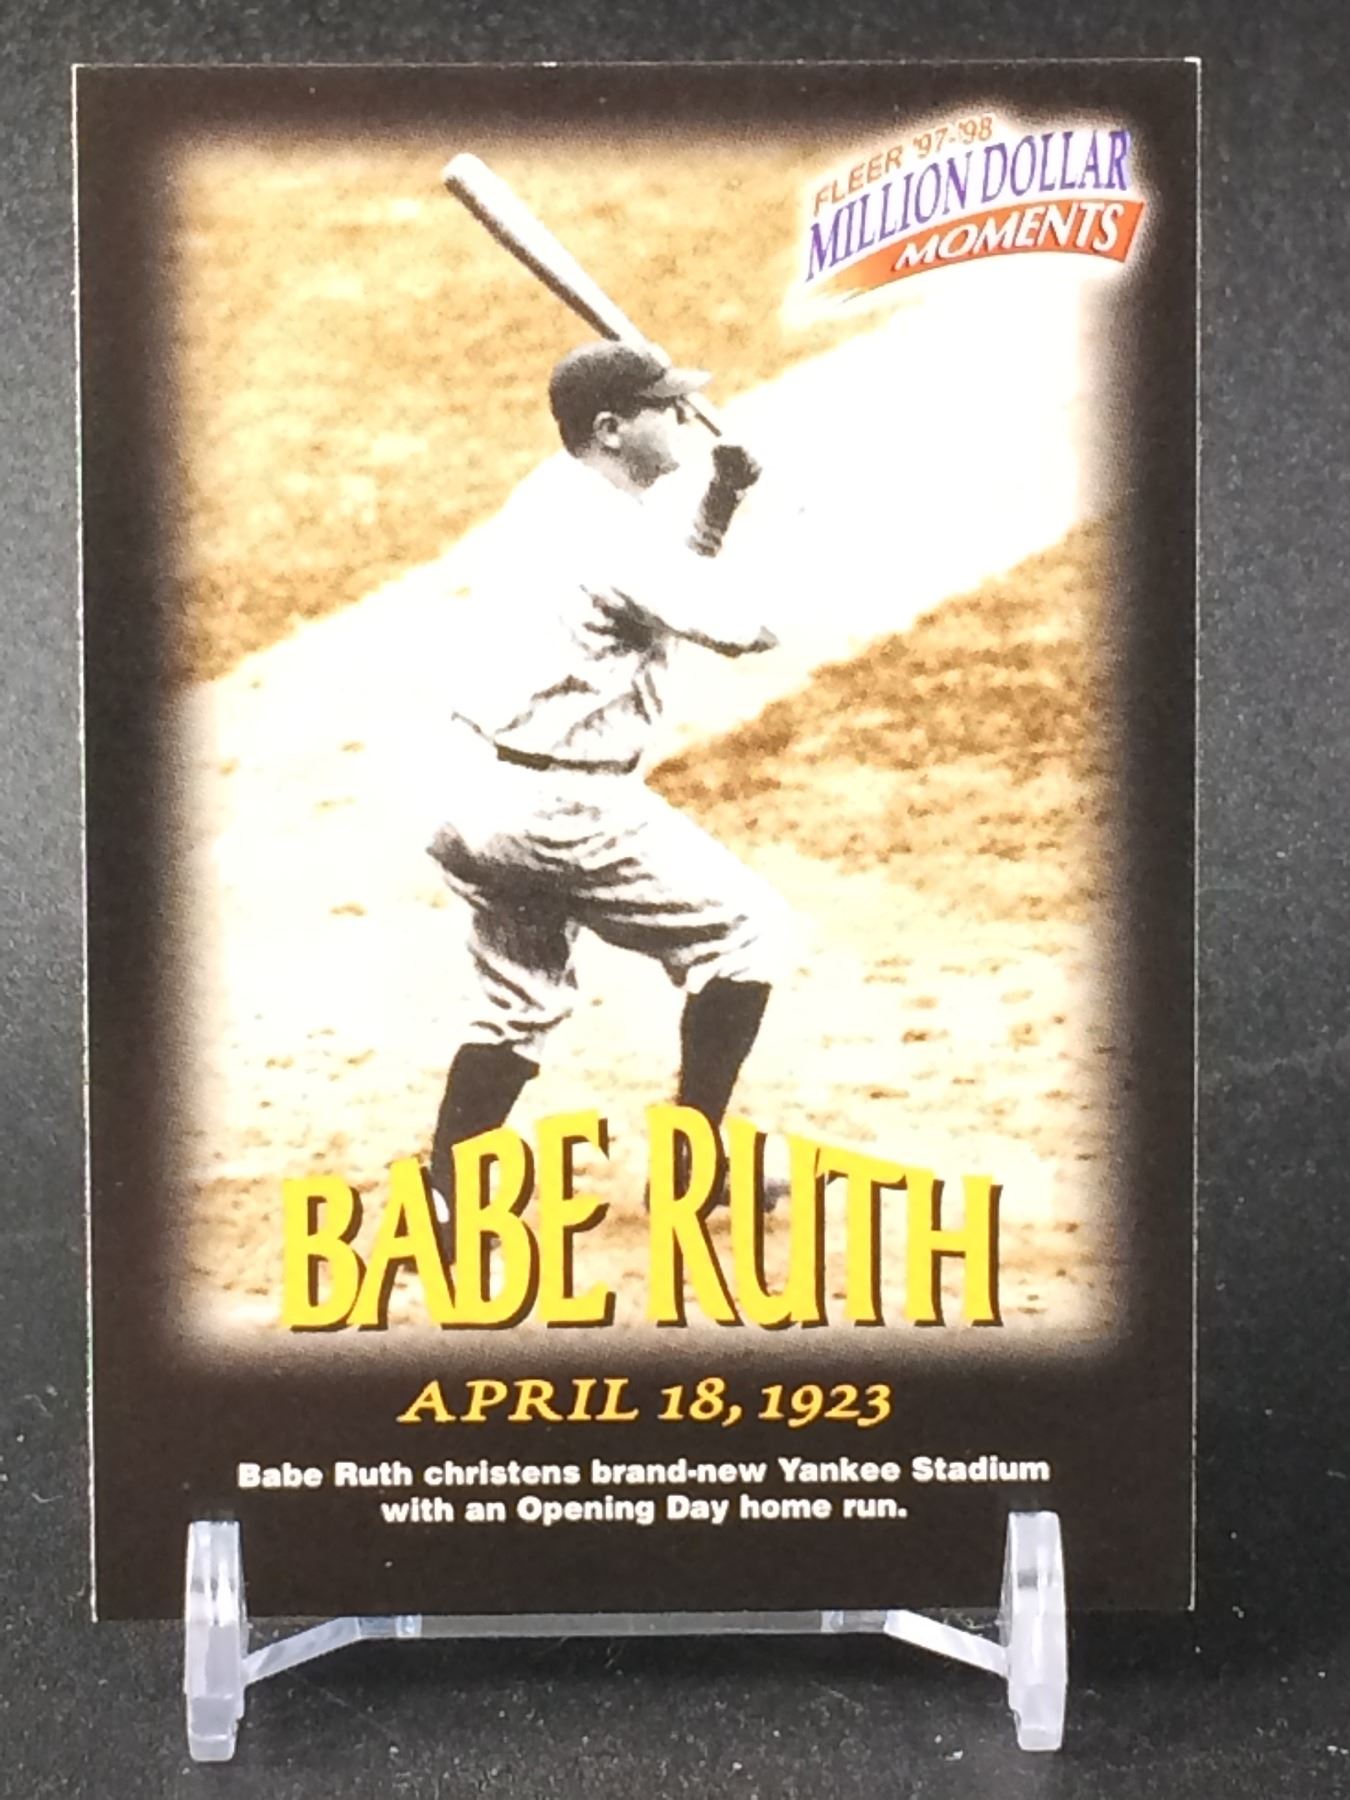 FLEER '97-'98
MILLION DOLLAR
MOMENTS
BABE RUTH
APRIL 18, 1923
Babe Ruth christens brand-new Yankee Stadium
with an Opening Day home run.